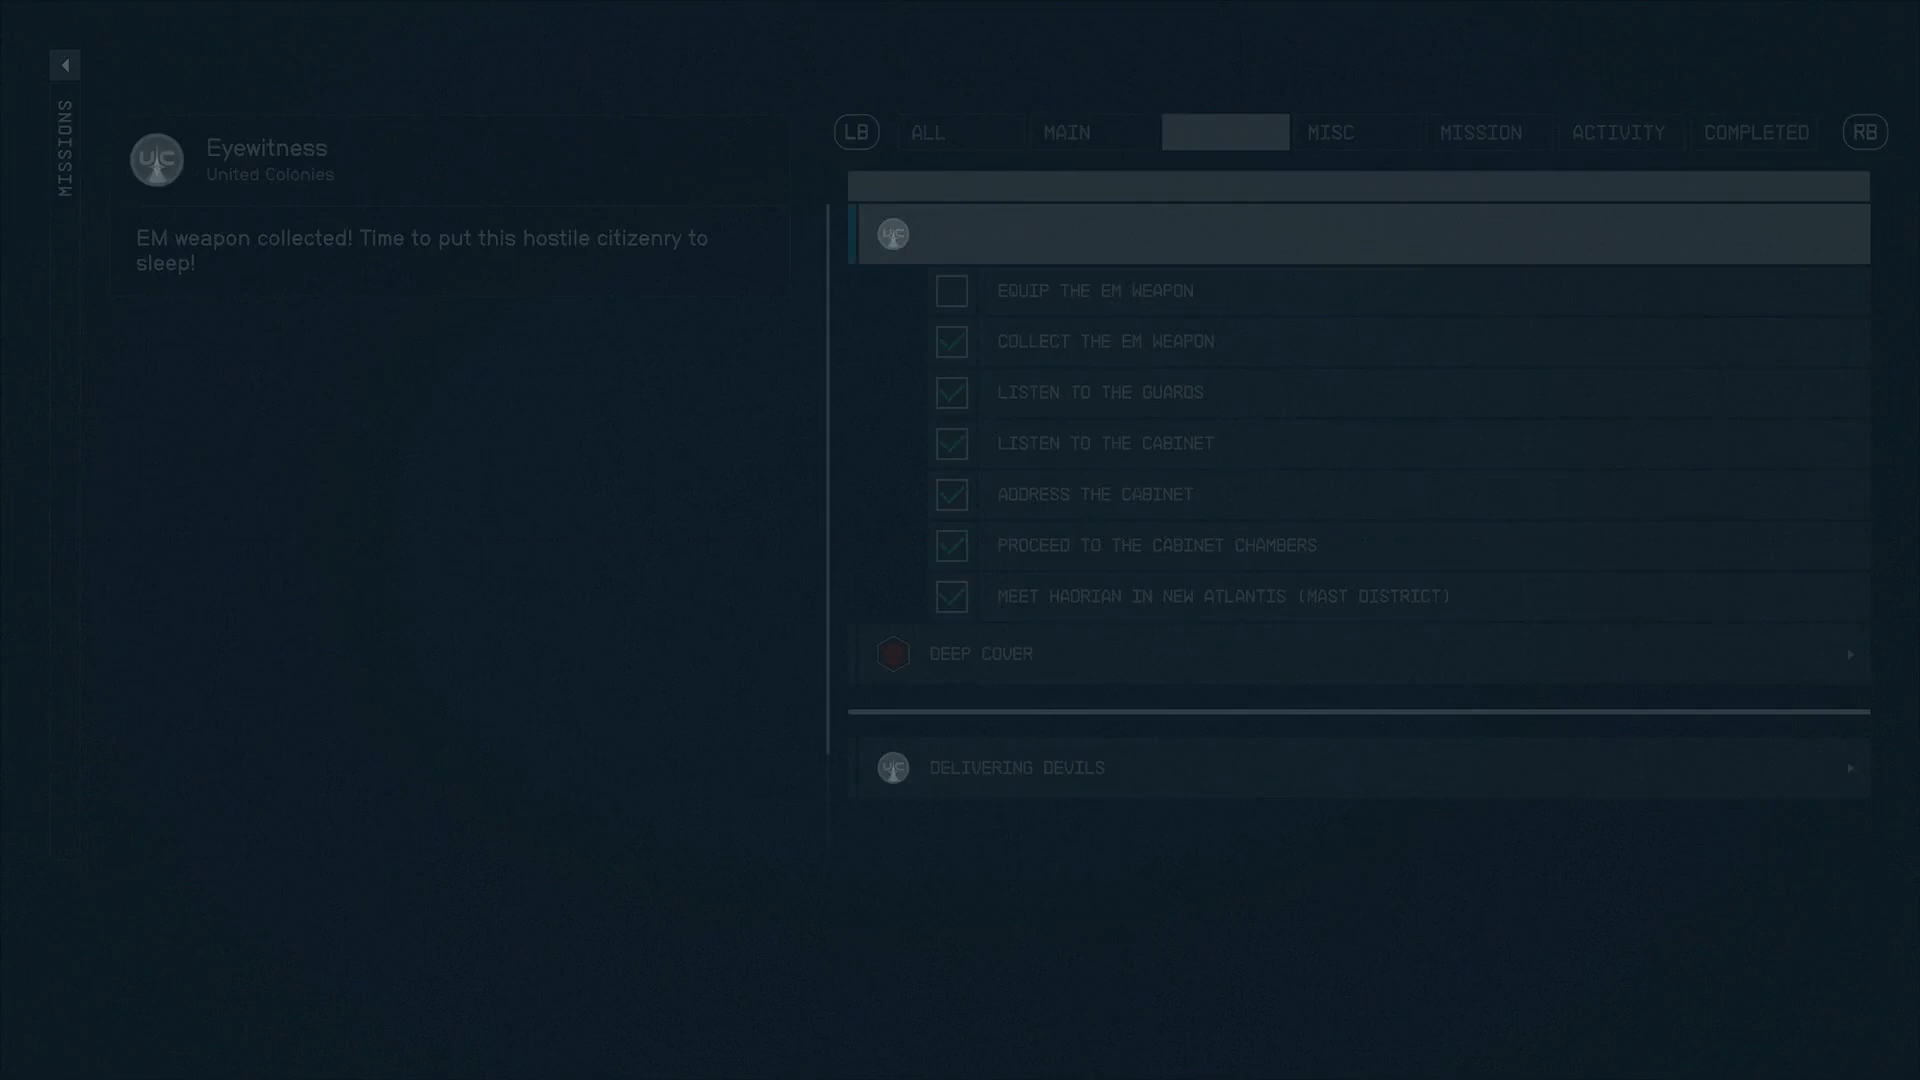 MISSIONS
Eyewitness
United Colonies
EM weapon collected! Time to put this hostile citizenry to
sleep!
LB ALL MAIN MISC MISSION ACTIVITY COMPLETED RB
UC
EQUIP THE EM WEAPON
COLLECT THE EM WEAPON
LISTEN TO THE GUARDS
LISTEN TO THE CABINET
ADDRESS THE CABINET
PROCEED TO THE CABINET CHAMBERS
MEET HADRIAN IN NEW ATLANTIS (MAST DISTRICT)
DEEP COVER
UC DELIVERING DEVILS